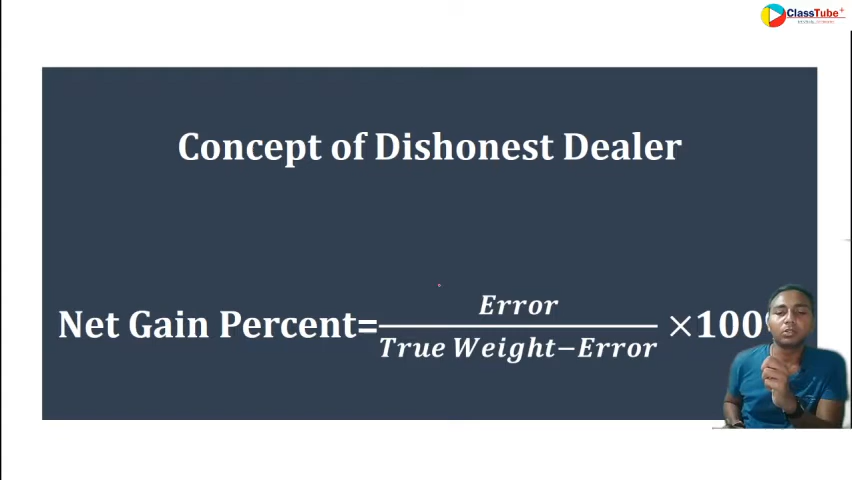 ClassTube+
Concept of Dishonest Dealer
Error
Net Gain Percent= ×100%
True Weight−Error